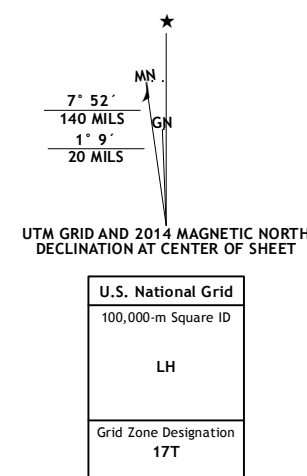 MN
7° 52´
140 MILS
GN
1° 9´
20 MILS
UTM GRID AND 2014 MAGNETIC NORTH
DECLINATION AT CENTER OF SHEET
U.S. National Grid
100,000-m Square ID
LH
Grid Zone Designation
17T